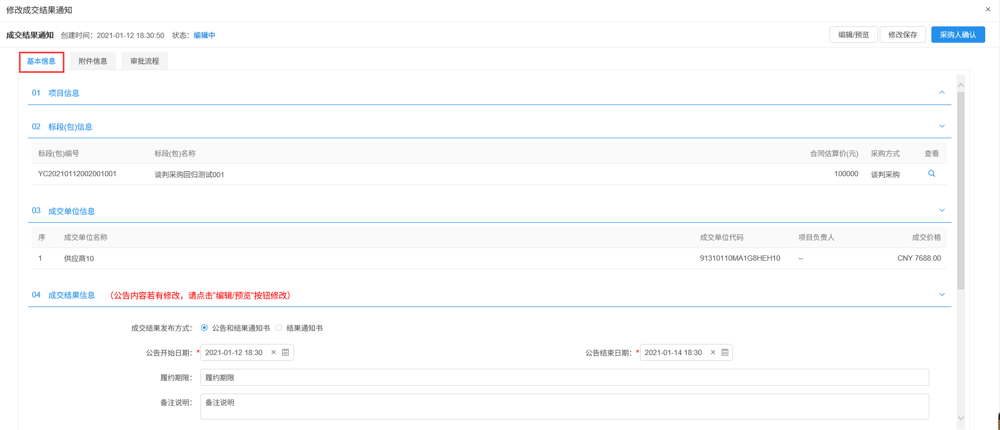 修改成交结果通知
成交结果通知 创建时间：2021-01-12 18:30:50 状态：编辑中 编辑/预览 修改保存 采购人确认
基本信息 附件信息 审批流程
01 项目信息
02 标段(包)信息
标段(包)编号 标段(包)名称 合同估算价(元) 采购方式 查看
YC20210112002001001 谈判采购回归测试001 100000 谈判采购
03 成交单位信息
序 成交单位名称 成交单位代码 项目负责人 成交价格
1 供应商10 91310110MA1G8HEH10 -- CNY 7688.00
04 成交结果信息 （公告内容若有修改，请点击“编辑/预览”按钮修改）
成交结果发布方式： 公告和结果通知书 结果通知书
公告开始日期：* 2021-01-12 18:30 公告结束日期：* 2021-01-14 18:30
履约期限： 履约期限
备注说明： 备注说明